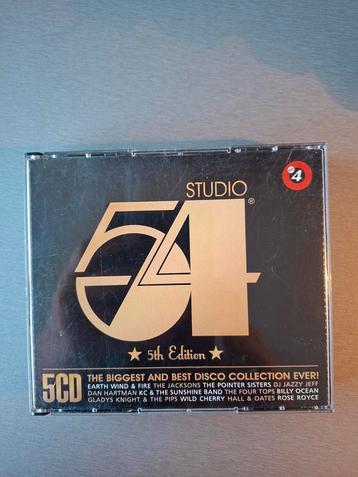 STUDIO
54®
4
★ 5th Edition ★
5CD THE BIGGEST AND BEST DISCO COLLECTION EVER!
EARTH WIND & FIRE THE JACKSONS THE POINTER SISTERS DJ JAZZY JEFF
DAN HARTMAN KC & THE SUNSHINE BAND THE FOUR TOPS BILLY OCEAN
GLADYS KNIGHT & THE PIPS WILD CHERRY HALL & OATES ROSE ROYCE